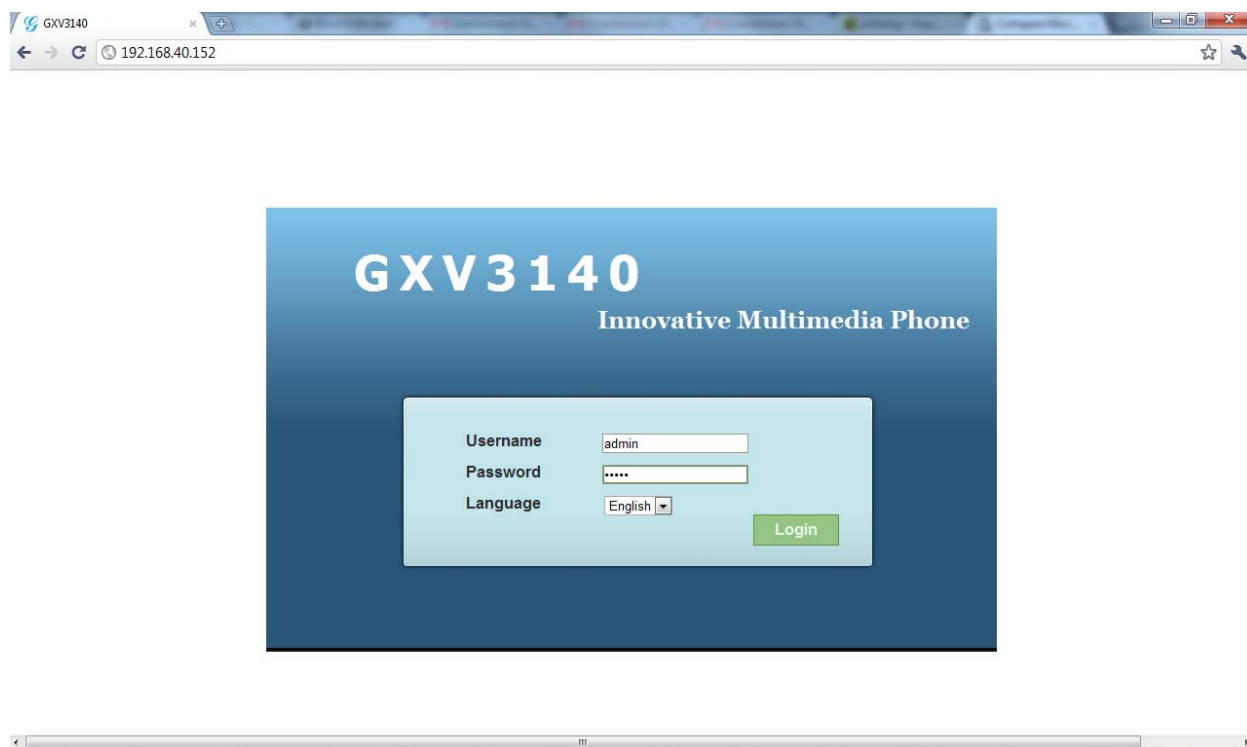 GXV3140
192.168.40.152
GXV3140
Innovative Multimedia Phone
Username admin
Password •••••
Language English
Login